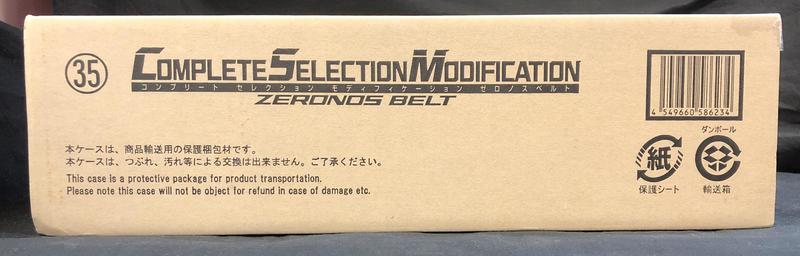 35
COMPLETE SELECTION MODIFICATION
コンプリート セレクション モディフィケーション ゼロノスベルト
ZERONOS BELT
本ケースは、商品輸送用の保護梱包材です。
本ケースは、つぶれ、汚れ等による交換は出来ません。ご了承ください。
This case is a protective package for product transportation.
Please note this case will not be object for refund in case of damage etc.
4 549660 586234
ダンボール
紙
保護シート
輸送箱